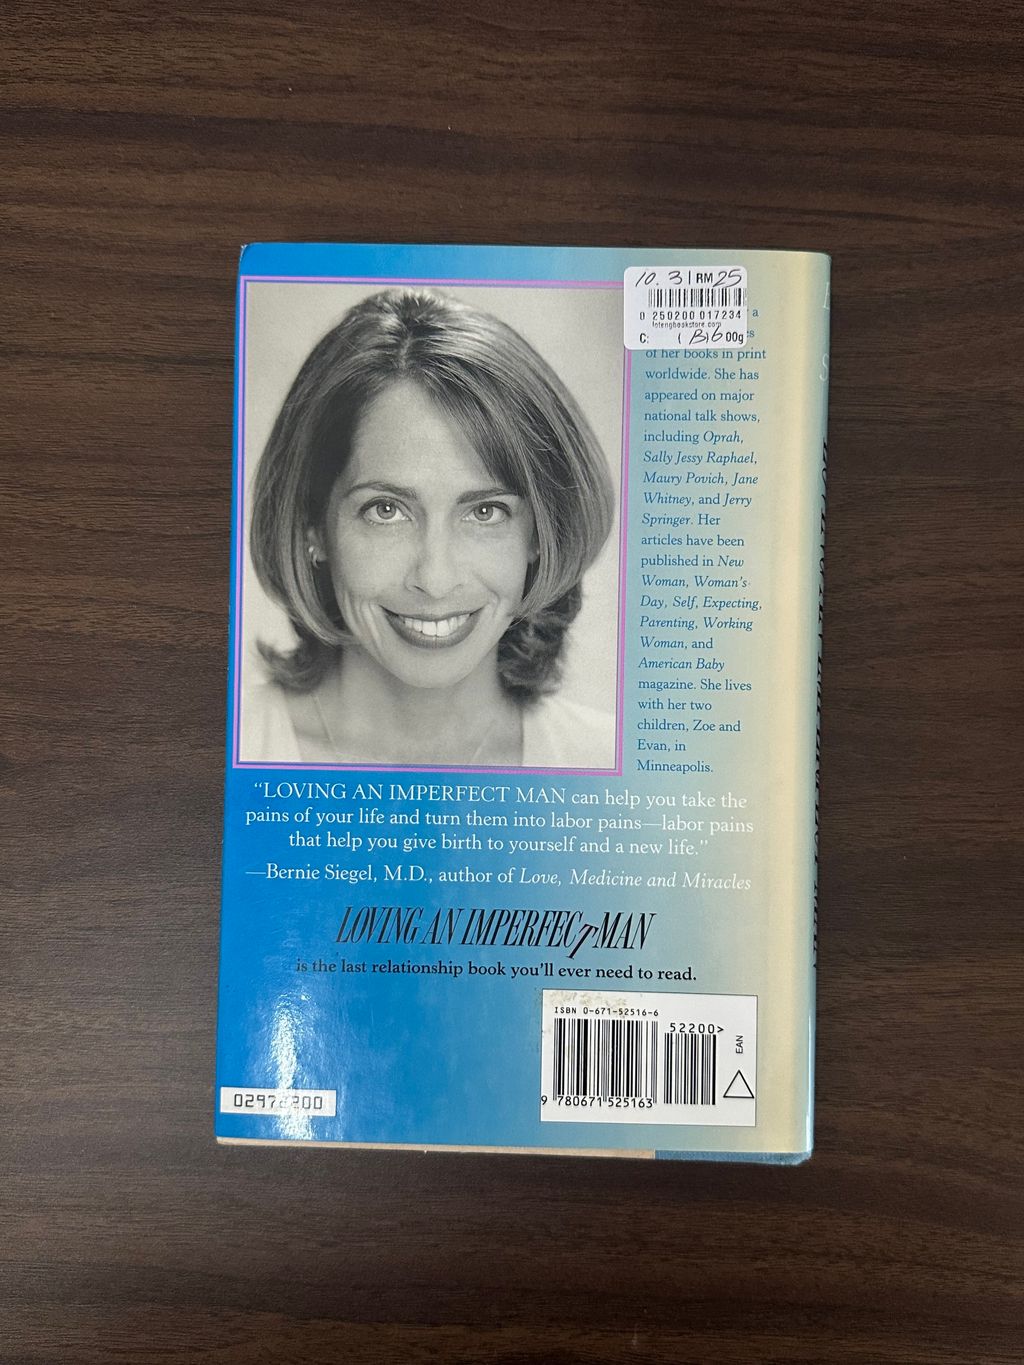 10. 3 | RM 25
0 250200 017234
lotengbookstore.com
C: ( B)6 00g
a
of her books in print
worldwide. She has
appeared on major
national talk shows,
including Oprah,
Sally Jessy Raphael,
Maury Povich, Jane
Whitney, and Jerry
Springer. Her
articles have been
published in New
Woman, Woman's
Day, Self, Expecting,
Parenting, Working
Woman, and
American Baby
magazine. She lives
with her two
children, Zoe and
Evan, in
Minneapolis.
“LOVING AN IMPERFECT MAN can help you take the
pains of your life and turn them into labor pains—labor pains
that help you give birth to yourself and a new life.”
—Bernie Siegel, M.D., author of Love, Medicine and Miracles
LOVING AN IMPERFECT MAN
is the last relationship book you'll ever need to read.
ISBN 0-671-52516-6
52200>
EAN
9 780671 525163